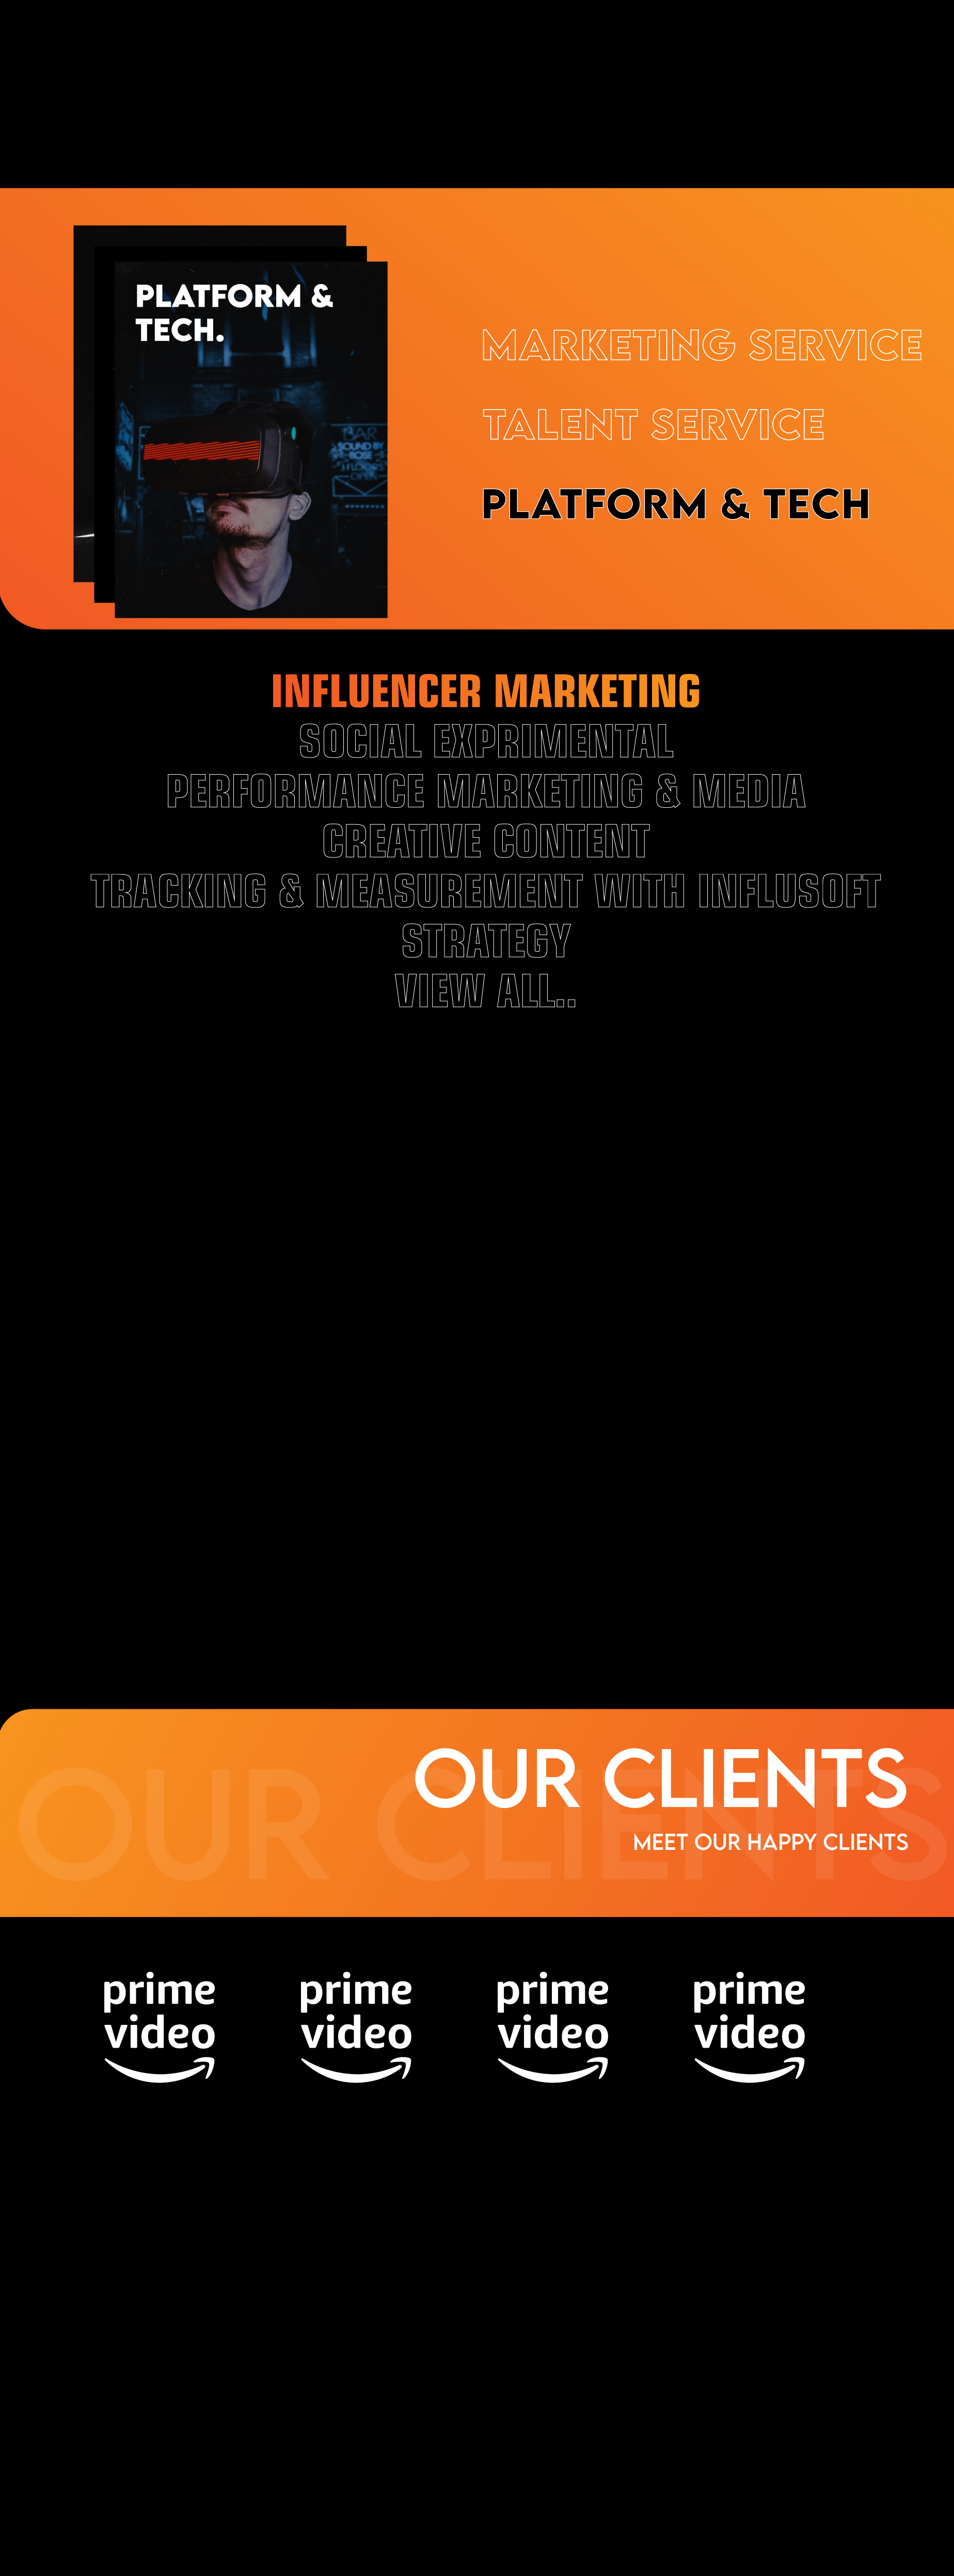 PLATFORM &
TECH.
BAR
SOUND BY
BOSE
3 FLOORS
OPEN
MARKETING SERVICE
TALENT SERVICE
PLATFORM & TECH
INFLUENCER MARKETING
SOCIAL EXPRIMENTAL
PERFORMANCE MARKETING & MEDIA
CREATIVE CONTENT
TRACKING & MEASUREMENT WITH INFLUSOFT
STRATEGY
VIEW ALL..
OUR CLIENTS
OUR CLIENTS
MEET OUR HAPPY CLIENTS
prime prime prime prime
video video video video